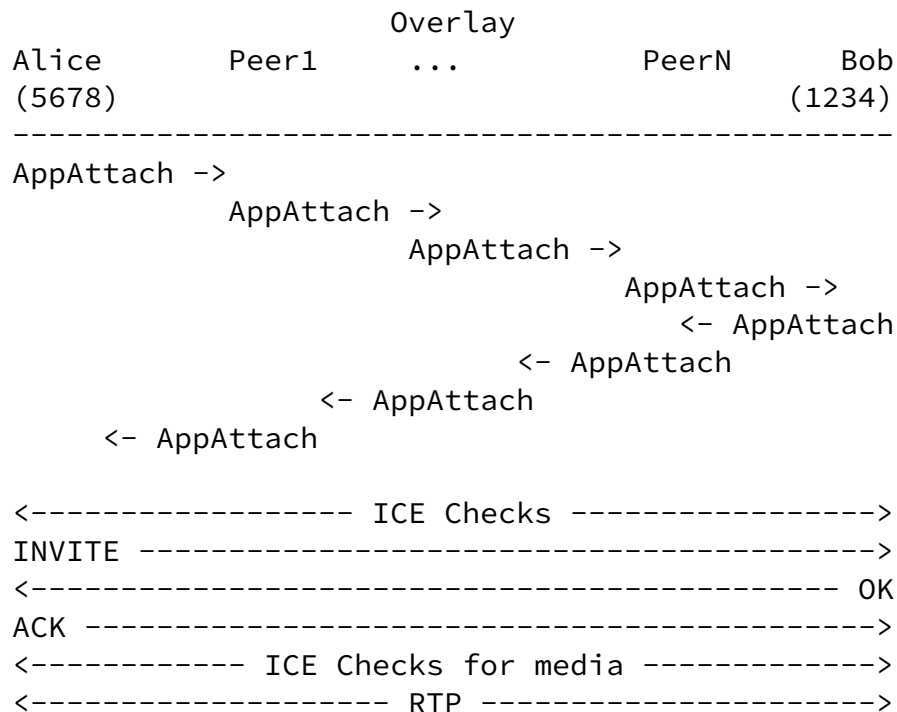 Overlay
Alice       Peer1     ...            PeerN      Bob
(5678)                                       (1234)
-------------------------------------------------
AppAttach ->
            AppAttach ->
                      AppAttach ->
                                  AppAttach ->
                                     <- AppAttach
                            <- AppAttach
                 <- AppAttach
     <- AppAttach
<------------------ ICE Checks ----------------->
INVITE ----------------------------------------->
<--------------------------------------------- OK
ACK -------------------------------------------->
<------------ ICE Checks for media ------------->
<-------------------- RTP ---------------------->